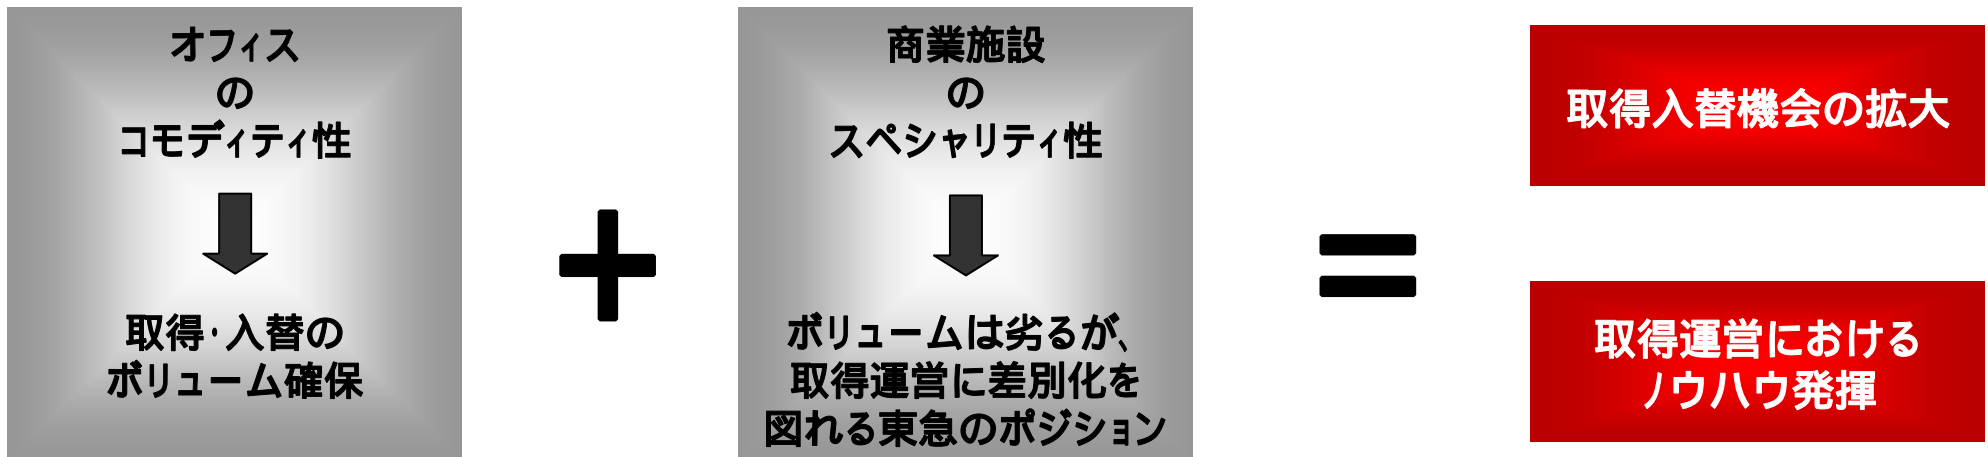 オフィス
の
コモディティ性
取得・入替の
ボリューム確保
+
商業施設
の
スペシャリティ性
ボリュームは劣るが、
取得運営に差別化を
図れる東急のポジション
=
取得入替機会の拡大
取得運営における
ノウハウ発揮